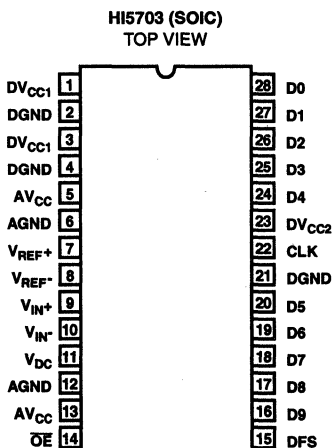 HI5703 (SOIC)
TOP VIEW
DVCC1 1 28 D0
DGND 2 27 D1
DVCC1 3 26 D2
DGND 4 25 D3
AVCC 5 24 D4
AGND 6 23 DVCC2
VREF+ 7 22 CLK
VREF- 8 21 DGND
VIN+ 9 20 D5
VIN- 10 19 D6
VDC 11 18 D7
AGND 12 17 D8
AVCC 13 16 D9
OE 14 15 DFS